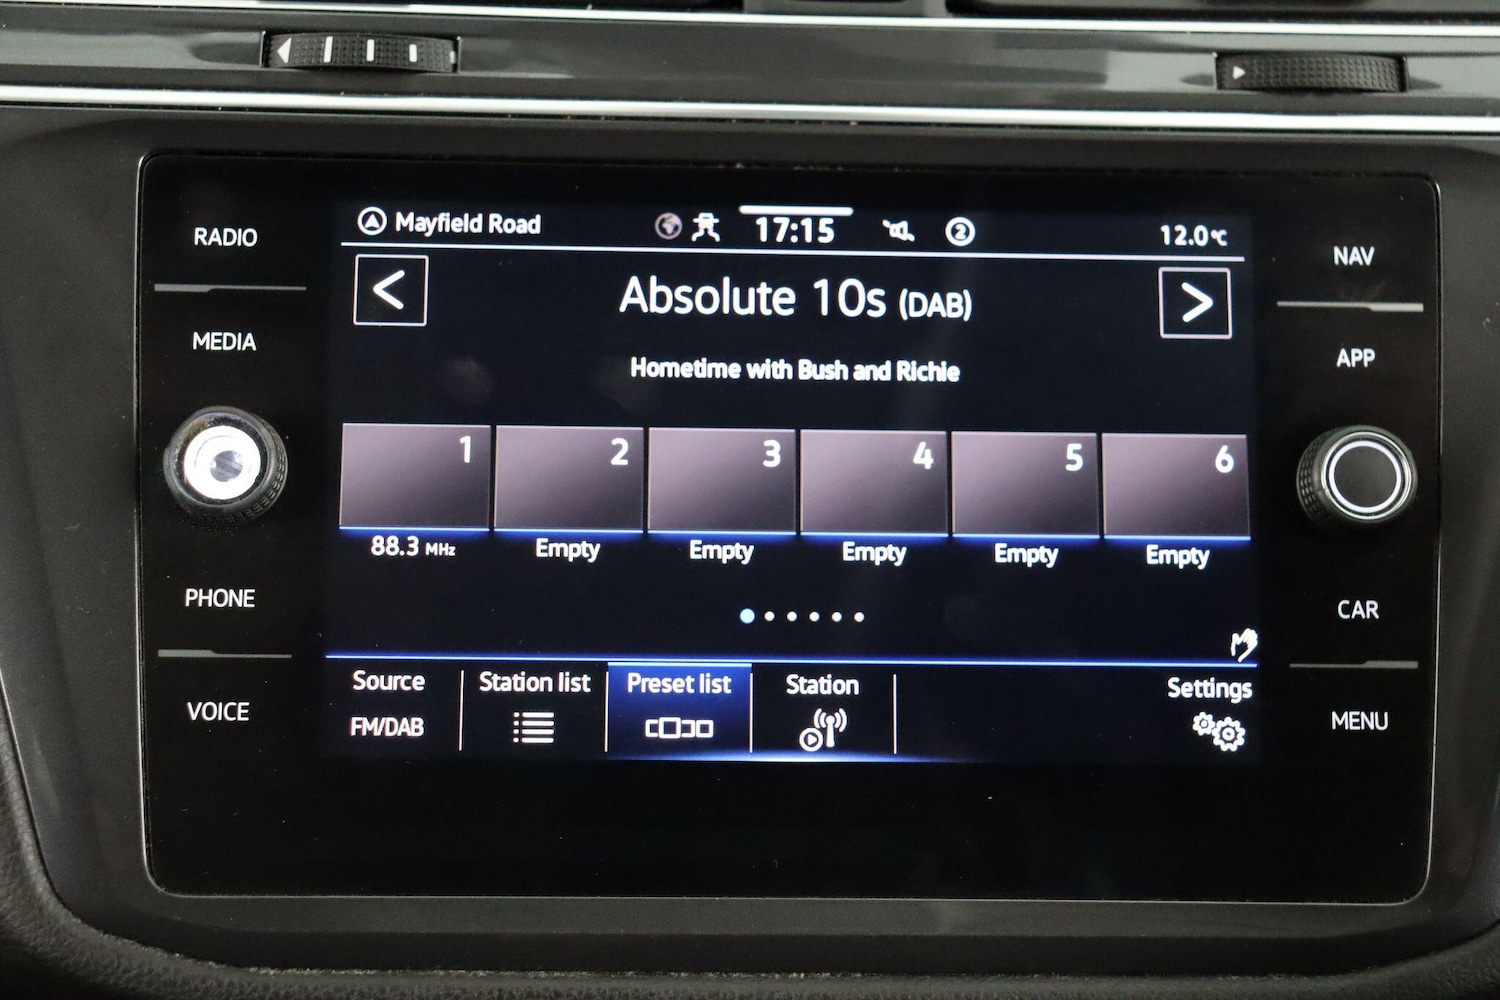 RADIO
MEDIA
PHONE
VOICE
Mayfield Road
17:15
2
12.0°C
<
Absolute 10s (DAB)
>
Hometime with Bush and Richie
1
2
3
4
5
6
88.3 MHz
Empty
Empty
Empty
Empty
Empty
Source
FM/DAB
Station list
Preset list
Station
Settings
NAV
APP
CAR
MENU